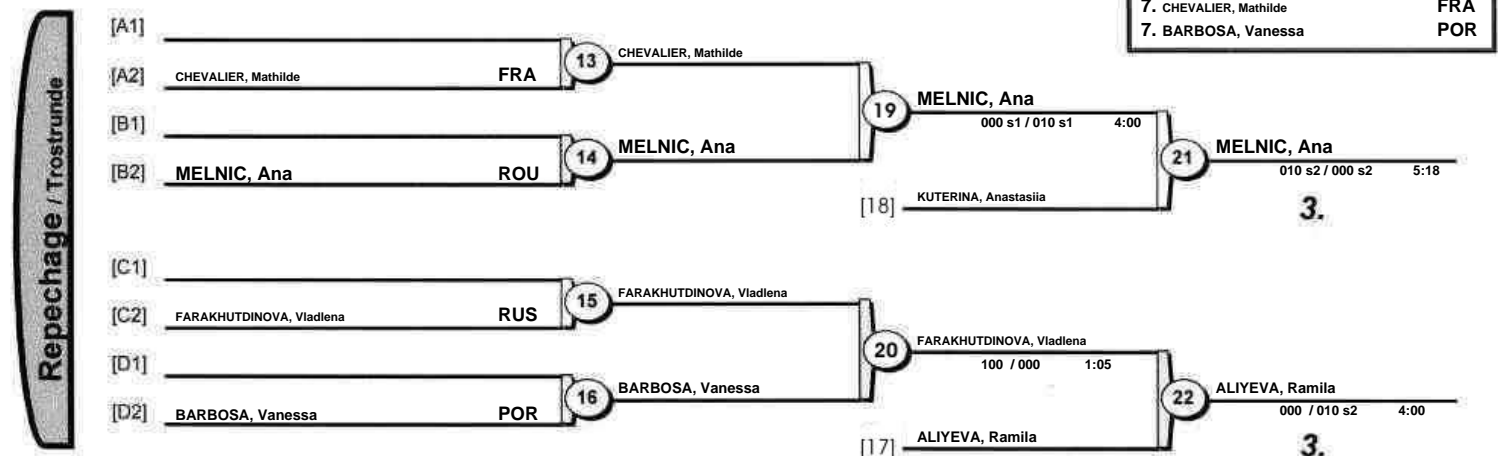 7. CHEVALIER, Mathilde FRA
7. BARBOSA, Vanessa POR
Repechage / Trostrunde
[A1]
[A2] CHEVALIER, Mathilde FRA
13 CHEVALIER, Mathilde
[B1]
[B2] MELNIC, Ana ROU
14 MELNIC, Ana
19 MELNIC, Ana
000 s1 / 010 s1 4:00
[18] KUTERINA, Anastasiia
21 MELNIC, Ana
010 s2 / 000 s2 5:18
3.
[C1]
[C2] FARAKHUTDINOVA, Vladlena RUS
15 FARAKHUTDINOVA, Vladlena
[D1]
[D2] BARBOSA, Vanessa POR
16 BARBOSA, Vanessa
20 FARAKHUTDINOVA, Vladlena
100 / 000 1:05
[17] ALIYEVA, Ramila
22 ALIYEVA, Ramila
000 / 010 s2 4:00
3.